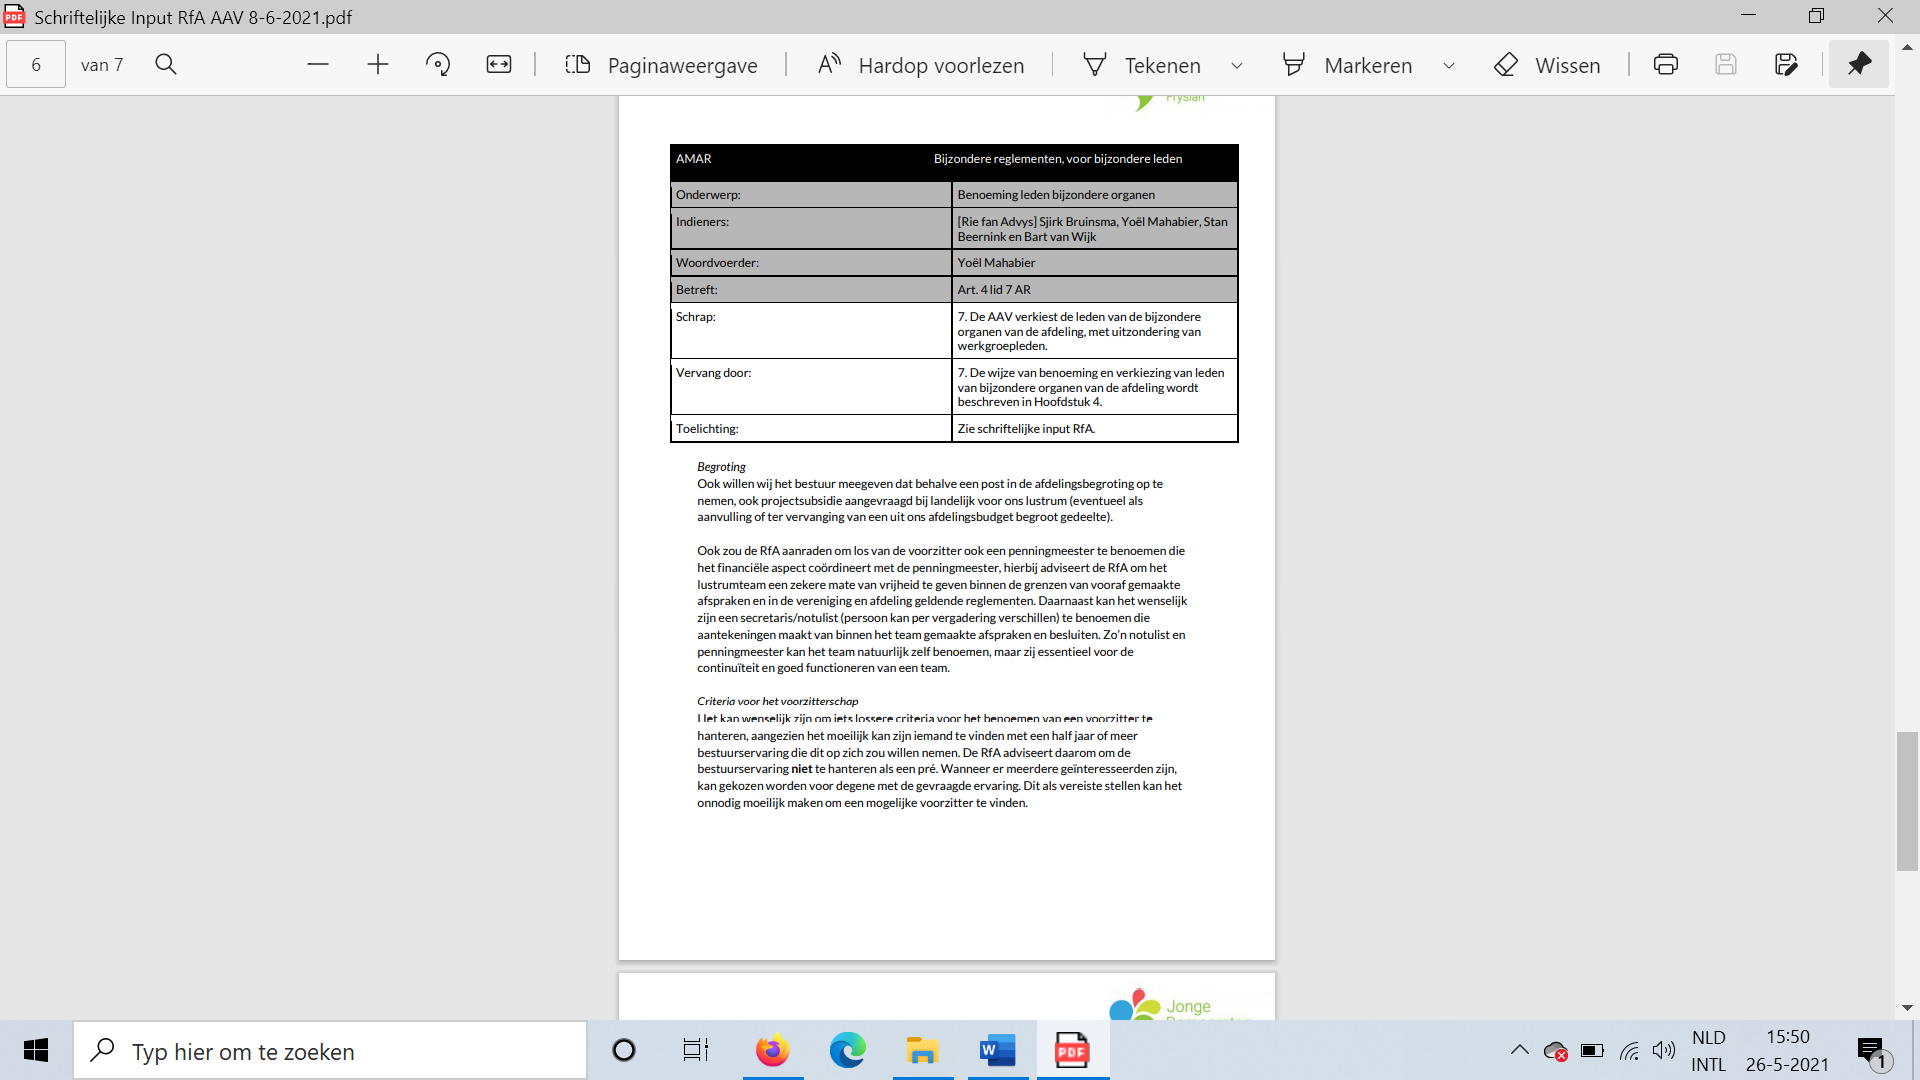 Schriftelijke Input RfA AAV 8-6-2021.pdf
6
van 7
Paginaweergave
Hardop voorlezen
Tekenen
Markeren
Wissen
Fryslân
AMAR
Bijzondere reglementen, voor bijzondere leden
Onderwerp:
Benoeming leden bijzondere organen
Indieners:
[Rie fan Advys] Sjirk Bruinsma, Yoël Mahabier, Stan
Beernink en Bart van Wijk
Woordvoerder:
Yoël Mahabier
Betreft:
Art. 4 lid 7 AR
Schrap:
7. De AAV verkiest de leden van de bijzondere
organen van de afdeling, met uitzondering van
werkgroepleden.
Vervang door:
7. De wijze van benoeming en verkiezing van leden
van bijzondere organen van de afdeling wordt
beschreven in Hoofdstuk 4.
Toelichting:
Zie schriftelijke input RfA.
Begroting
Ook willen wij het bestuur meegeven dat behalve een post in de afdelingsbegroting op te
nemen, ook projectsubsidie aangevraagd bij landelijk voor ons lustrum (eventueel als
aanvulling of ter vervanging van een uit ons afdelingsbudget begroot gedeelte).
Ook zou de RfA aanraden om los van de voorzitter ook een penningmeester te benoemen die
het financiële aspect coördineert met de penningmeester, hierbij adviseert de RfA om het
lustrumteam een zekere mate van vrijheid te geven binnen de grenzen van vooraf gemaakte
afspraken en in de vereniging en afdeling geldende reglementen. Daarnaast kan het wenselijk
zijn een secretaris/notulist (persoon kan per vergadering verschillen) te benoemen die
aantekeningen maakt van binnen het team gemaakte afspraken en besluiten. Zo’n notulist en
penningmeester kan het team natuurlijk zelf benoemen, maar zij essentieel voor de
continuïteit en goed functioneren van een team.
Criteria voor het voorzitterschap
Het kan wenselijk zijn om iets lossere criteria voor het benoemen van een voorzitter te
hanteren, aangezien het moeilijk kan zijn iemand te vinden met een half jaar of meer
bestuurservaring die dit op zich zou willen nemen. De RfA adviseert daarom om de
bestuurservaring niet te hanteren als een pré. Wanneer er meerdere geïnteresseerden zijn,
kan gekozen worden voor degene met de gevraagde ervaring. Dit als vereiste stellen kan het
onnodig moeilijk maken om een mogelijke voorzitter te vinden.
Jonge
Democraten
Typ hier om te zoeken
NLD
INTL
15:50
26-5-2021
1